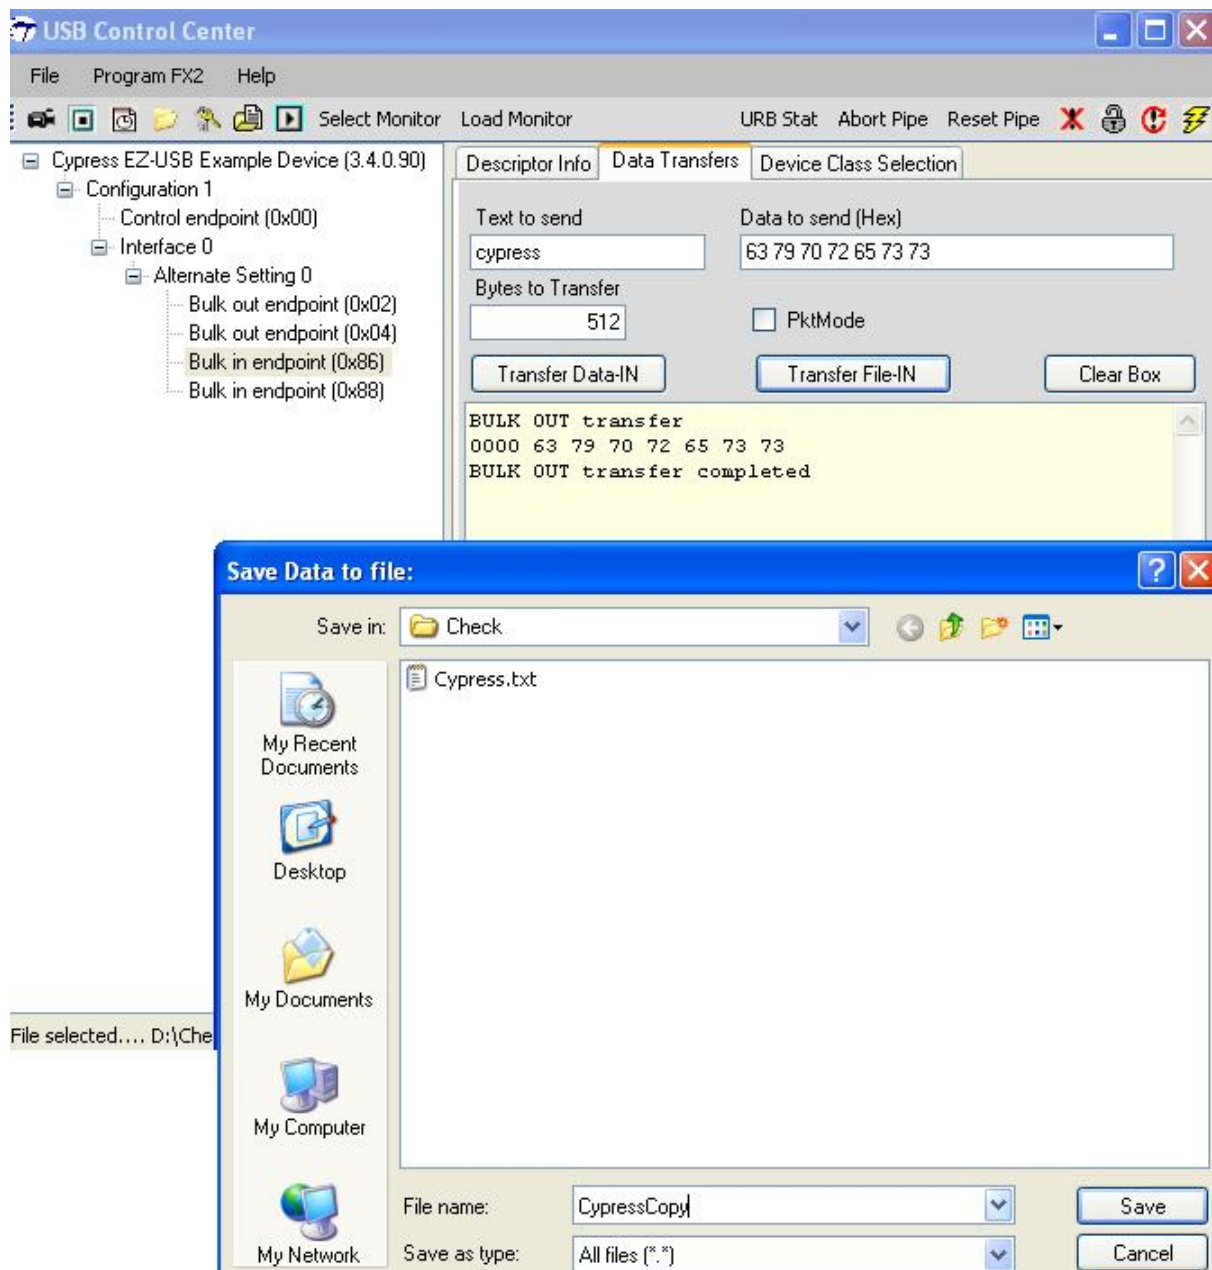 USB Control Center
File Program FX2 Help
Select Monitor Load Monitor URB Stat Abort Pipe Reset Pipe
Cypress EZ-USB Example Device (3.4.0.90)
Configuration 1
Control endpoint (0x00)
Interface 0
Alternate Setting 0
Bulk out endpoint (0x02)
Bulk out endpoint (0x04)
Bulk in endpoint (0x86)
Bulk in endpoint (0x88)
Descriptor Info Data Transfers Device Class Selection
Text to send Data to send (Hex)
cypress 63 79 70 72 65 73 73
Bytes to Transfer
512 PktMode
Transfer Data-IN Transfer File-IN Clear Box
BULK OUT transfer
0000 63 79 70 72 65 73 73
BULK OUT transfer completed
File selected.... D:\Che
Save Data to file:
Save in: Check
Cypress.txt
My Recent
Documents
Desktop
My Documents
My Computer
My Network
File name: CypressCopy Save
Save as type: All files (*.*) Cancel